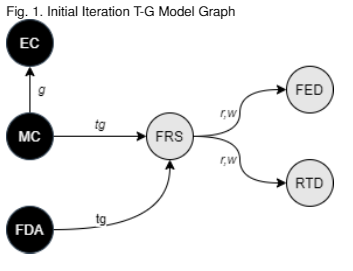 Fig. 1. Initial Iteration T-G Model Graph
EC
g
FED
r,w
MC
tg
FRS
r,w
RTD
tg
FDA